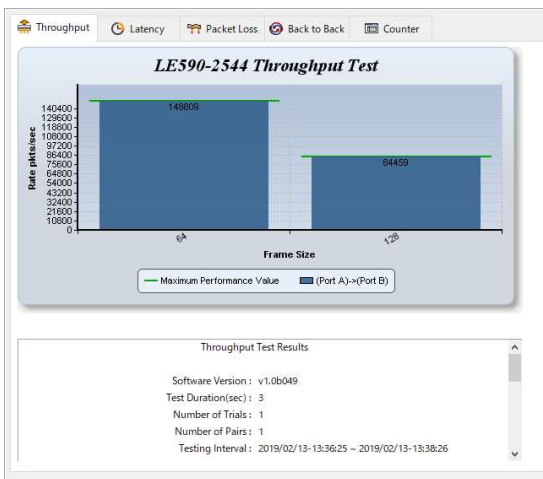 Throughput Latency Packet Loss Back to Back Counter
LE590-2544 Throughput Test
Rate pkts/sec
140400
129600
118800
108000
97200
86400
75600
64800
54000
43200
32400
21600
10800
0
148809
84459
64
128
Frame Size
Maximum Performance Value (Port A)->(Port B)
Throughput Test Results
Software Version : v1.0b049
Test Duration(sec) : 3
Number of Trials : 1
Number of Pairs : 1
Testing Interval : 2019/02/13-13:36:25 ~ 2019/02/13-13:38:26